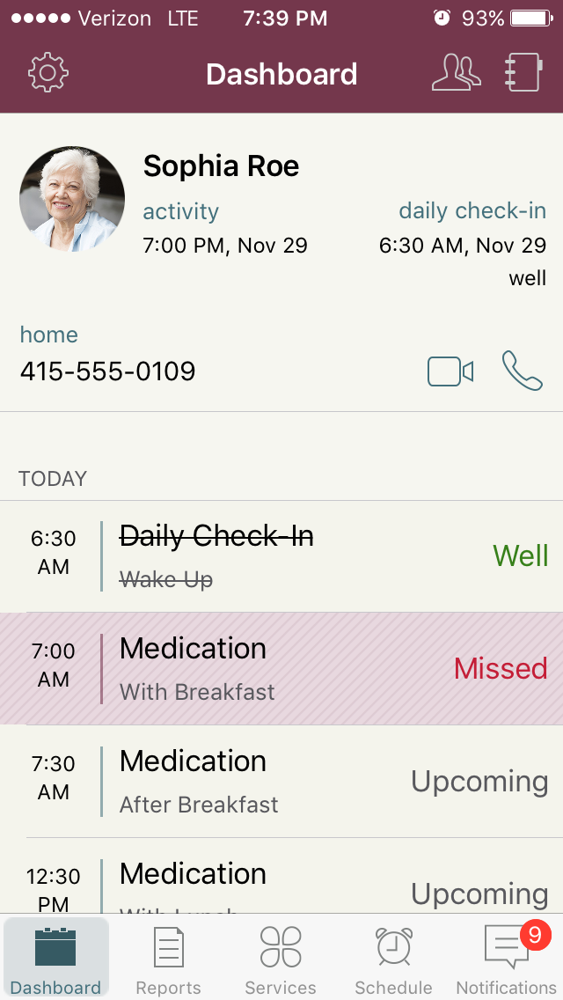 Verizon LTE 7:39 PM 93%
Dashboard
Sophia Roe
activity daily check-in
7:00 PM, Nov 29 6:30 AM, Nov 29
well
home
415-555-0109
TODAY
6:30 AM Daily Check-In Well
Wake Up
7:00 AM Medication Missed
With Breakfast
7:30 AM Medication Upcoming
After Breakfast
12:30 PM Medication Upcoming
With Lunch
9
Dashboard Reports Services Schedule Notifications